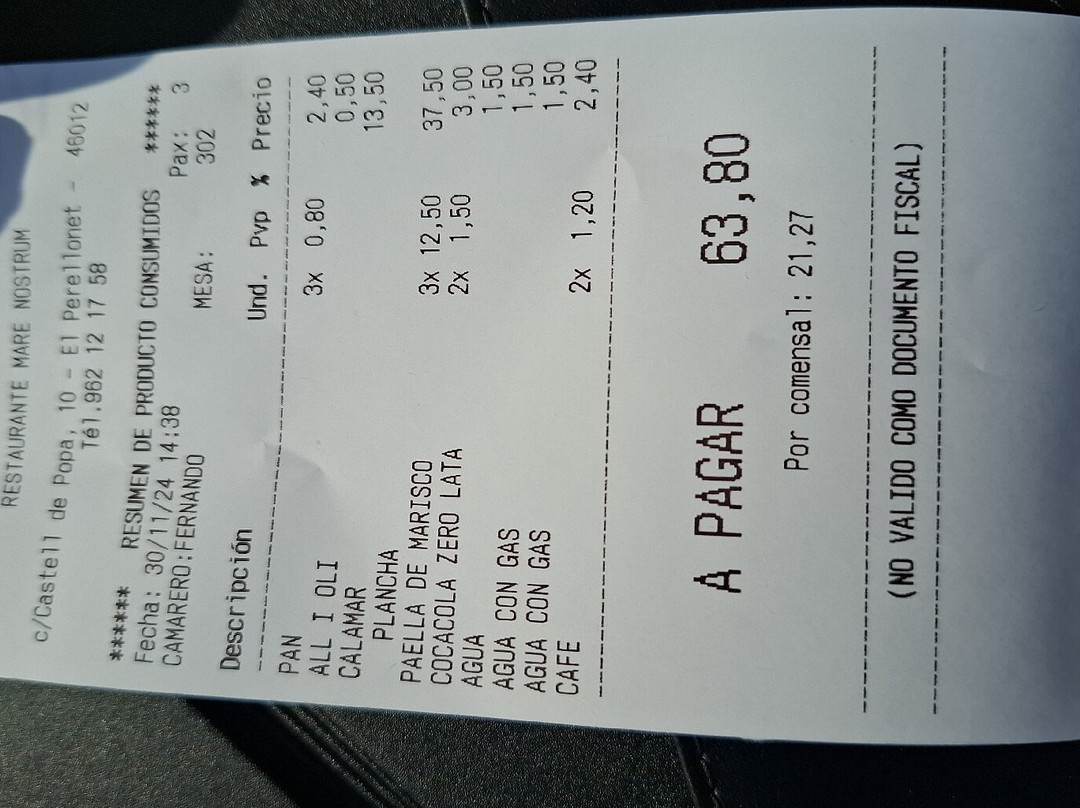 RESTAURANTE MARE NOSTRUM
c/Castell de Popa, 10 - El Perellonet - 46012
Tél.962 12 17 58
****** RESUMEN DE PRODUCTO CONSUMIDOS ******
Fecha: 30/11/24 14:38 Pax: 3
CAMARERO:FERNANDO MESA: 302
Descripción Und. Pvp % Precio
PAN 3x 0,80 2,40
ALL I OLI 0,50
CALAMAR 13,50
PLANCHA
PAELLA DE MARISCO 3x 12,50 37,50
COCACOLA ZERO LATA 2x 1,50 3,00
AGUA 1,50
AGUA CON GAS 1,50
AGUA CON GAS 1,50
CAFE 2x 1,20 2,40
A PAGAR 63,80
Por comensal: 21,27
(NO VALIDO COMO DOCUMENTO FISCAL)